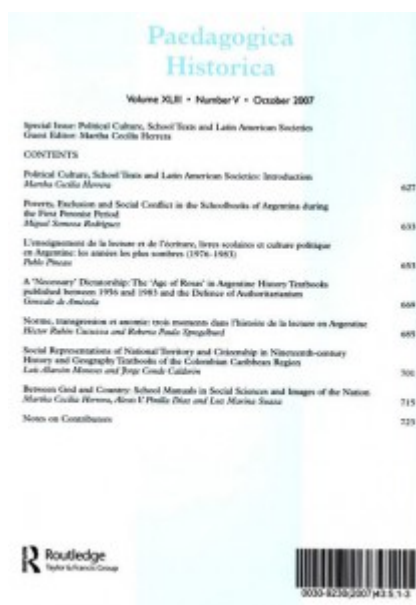 Paedagogica
Historica
Volume XLIII • Number V • October 2007
Special Issue: Political Culture, School Texts and Latin American Societies
Guest Editor: Martha Cecilia Herrera
CONTENTS
Political Culture, School Texts and Latin American Societies: Introduction
Martha Cecilia Herrera 627
Poverty, Exclusion and Social Conflict in the Schoolbooks of Argentina during
the First Peronist Period
Miguel Somoza Rodríguez 633
L'enseignement de la lecture et de l'écriture, livres scolaires et culture politique
en Argentine: les années les plus sombres (1976–1983)
Pablo Pineau 653
A 'Necessary' Dictatorship: The 'Age of Rosas' in Argentine History Textbooks
published between 1956 and 1983 and the Defence of Authoritarianism
Gonzalo de Amézola 669
Norme, transgression et anomie: trois moments dans l'histoire de la lecture en Argentine
Héctor Rubén Cucuzza and Roberta Paula Spregelburd 685
Social Representations of National Territory and Citizenship in Nineteenth-century
History and Geography Textbooks of the Colombian Caribbean Region
Luis Alarcón Meneses and Jorge Conde Calderón 701
Between God and Country: School Manuals in Social Sciences and Images of the Nation
Martha Cecilia Herrera, Alexis V. Pinilla Díaz and Luz Marina Suaza 715
Notes on Contributors 725
Routledge
Taylor & Francis Group
0030-9230(2007)43:5;1-3